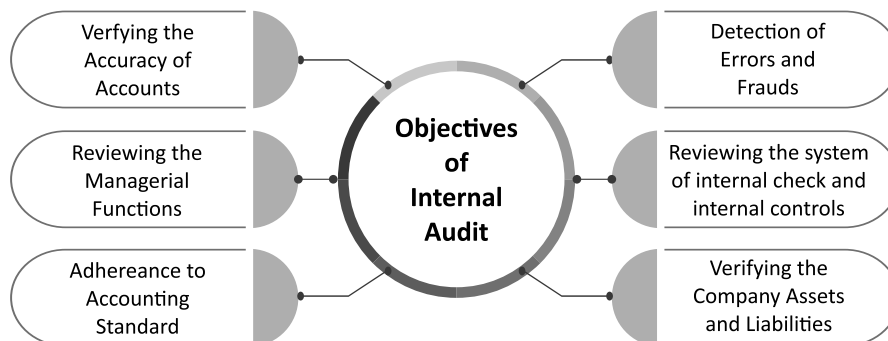 Verfying the
Accuracy of
Accounts
Detection of
Errors and
Frauds
Objectives
of
Internal
Audit
Reviewing the
Managerial
Functions
Reviewing the system
of internal check and
internal controls
Adhereance to
Accounting
Standard
Verifying the
Company Assets
and Liabilities